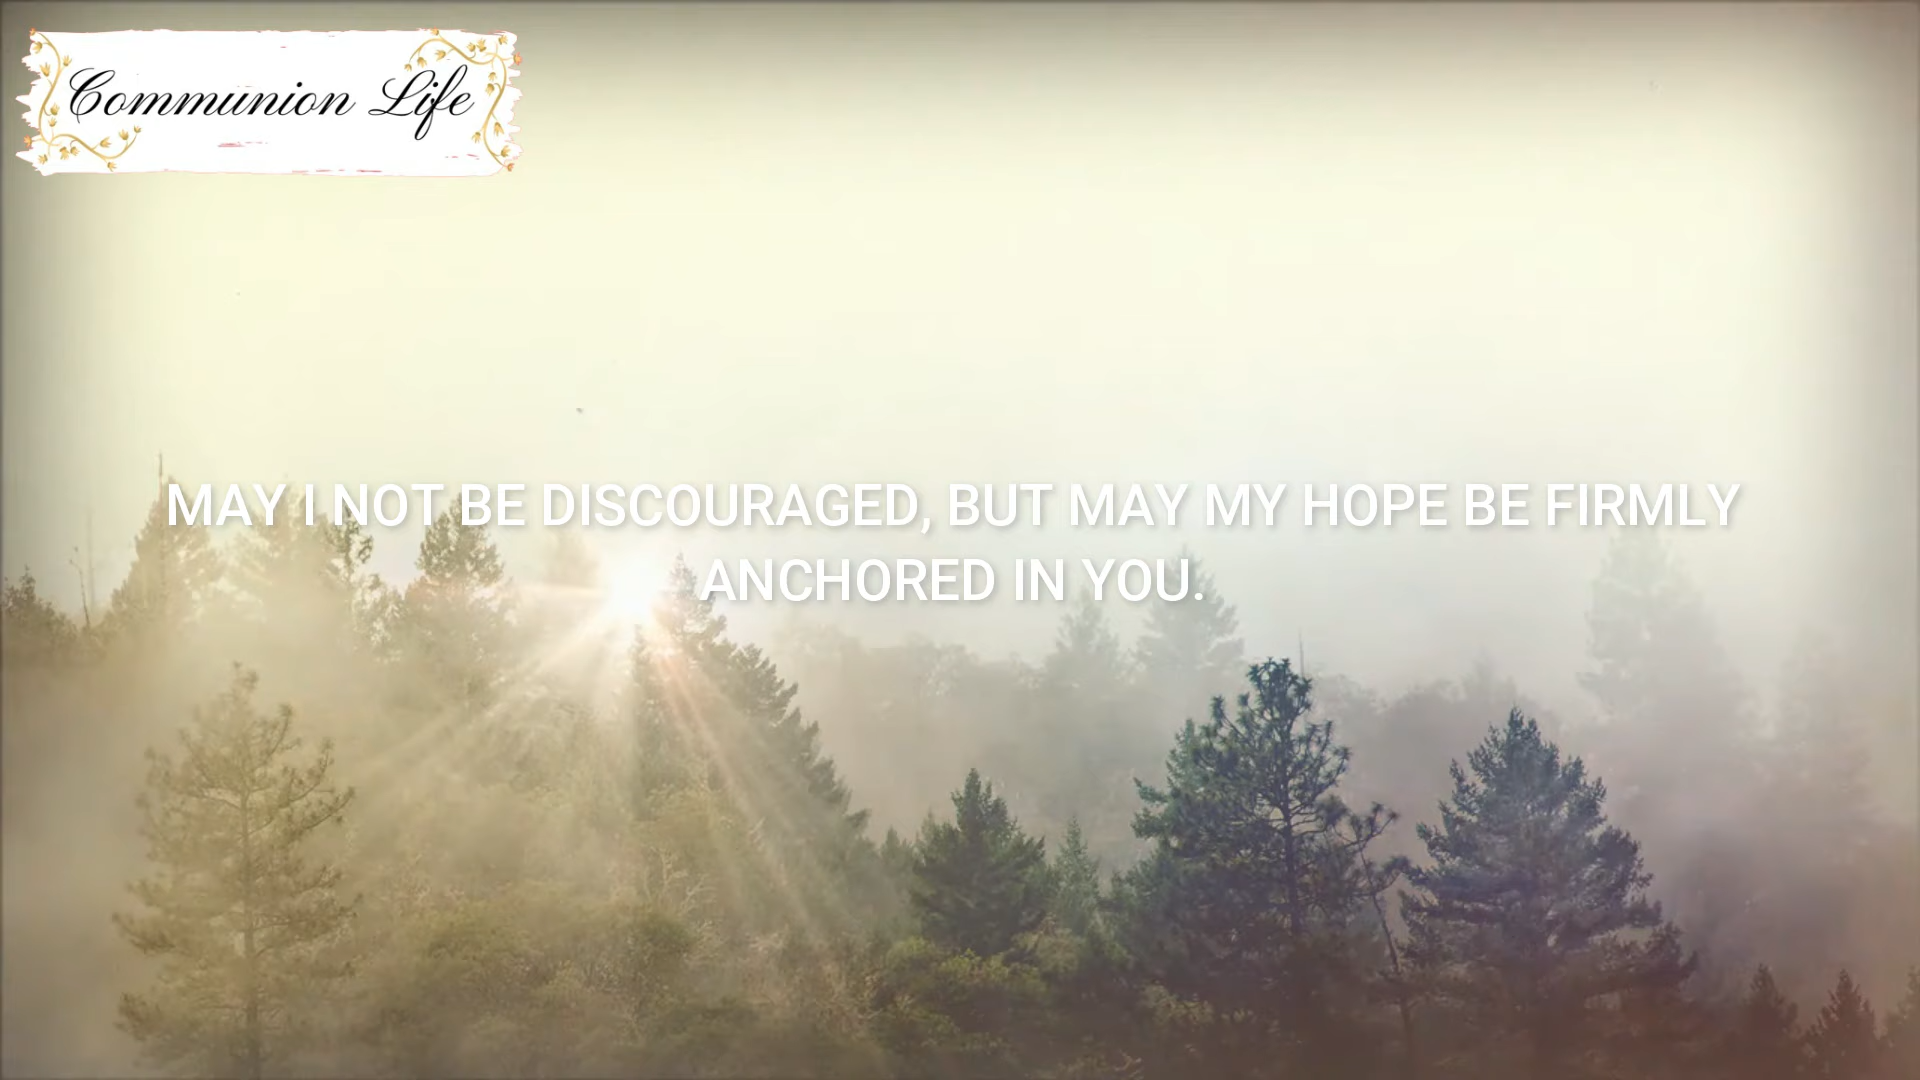 Communion Life
MAY I NOT BE DISCOURAGED, BUT MAY MY HOPE BE FIRMLY
ANCHORED IN YOU.